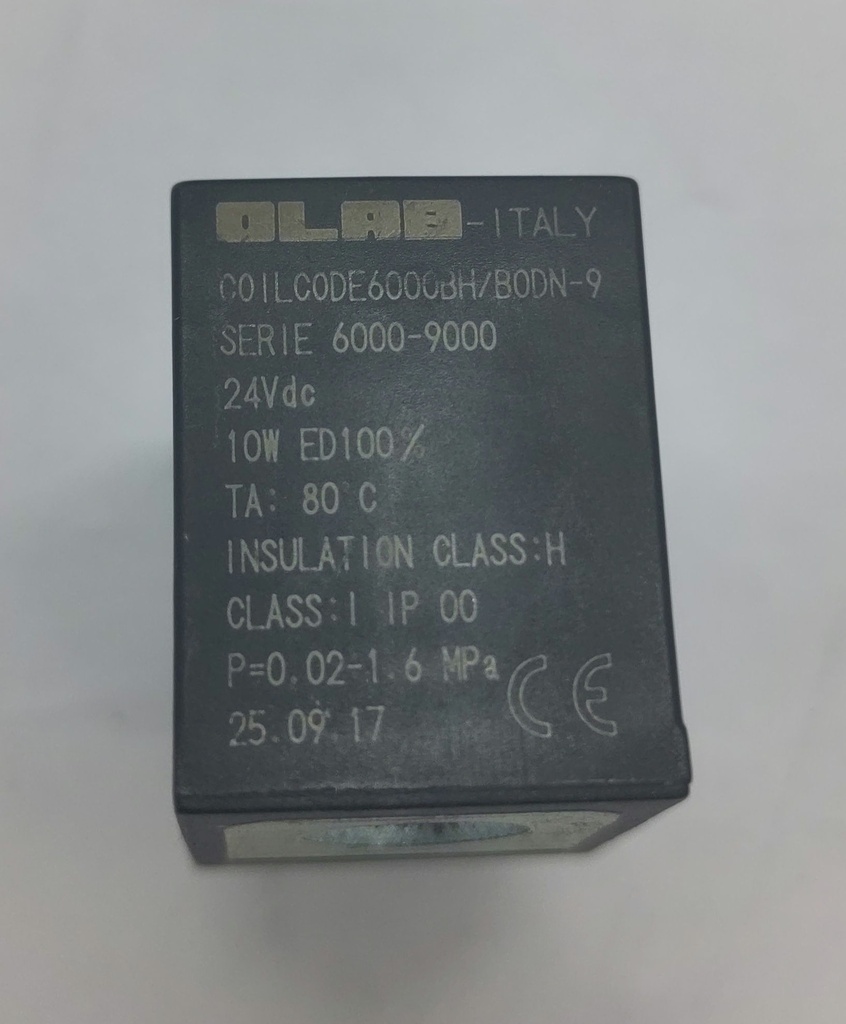 OLAB-ITALY
COILCODE6000BH/BODN-9
SERIE 6000-9000
24Vdc
10W ED100%
TA: 80°C
INSULATION CLASS:H
CLASS:I IP 00
P=0.02-1.6 MPa
CE
25.09.17